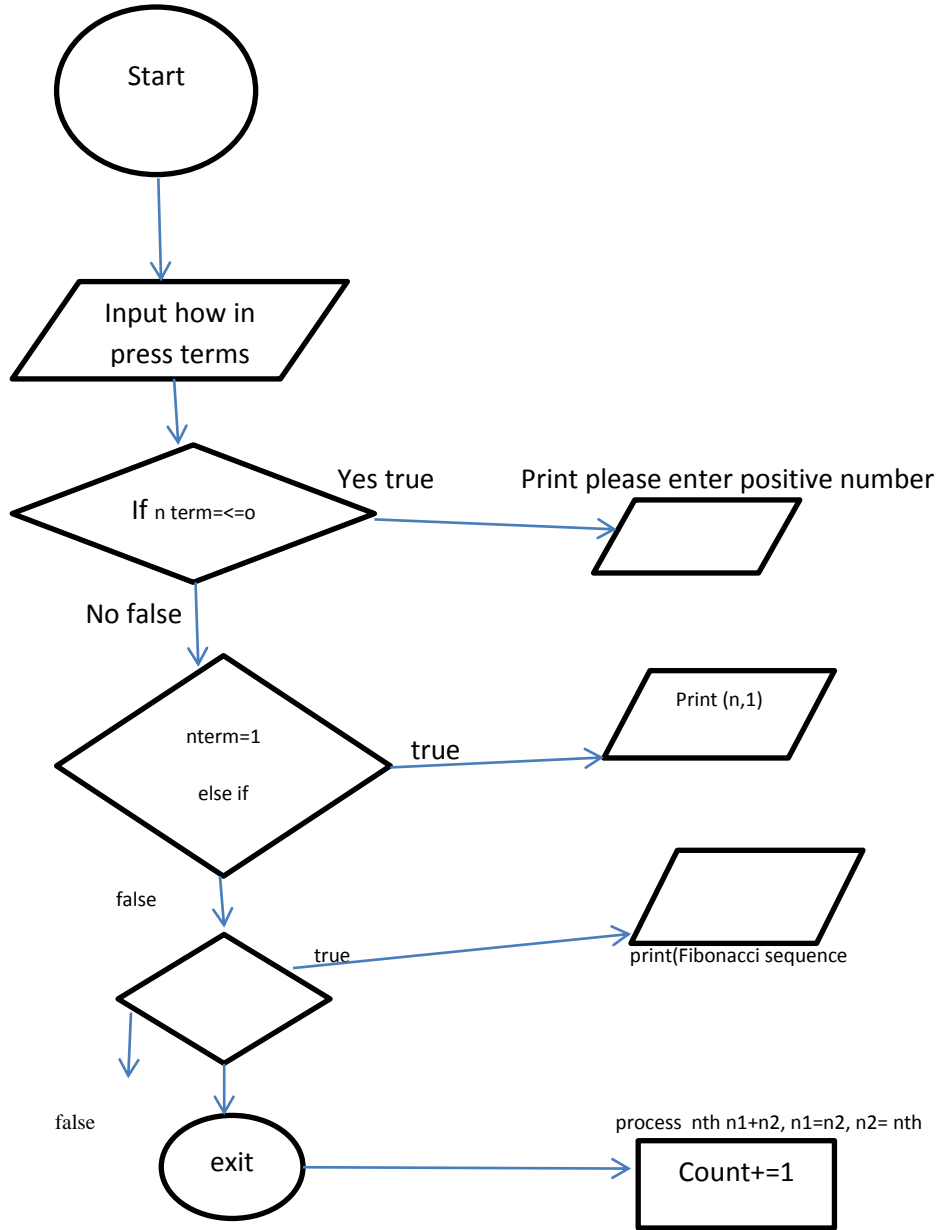 Start
Input how in
press terms
Yes true
Print please enter positive number
If n term=<=o
No false
Print (n,1)
nterm=1
true
else if
false
true
print(Fibonacci sequence
false
process nth n1+n2, n1=n2, n2= nth
exit
Count+=1